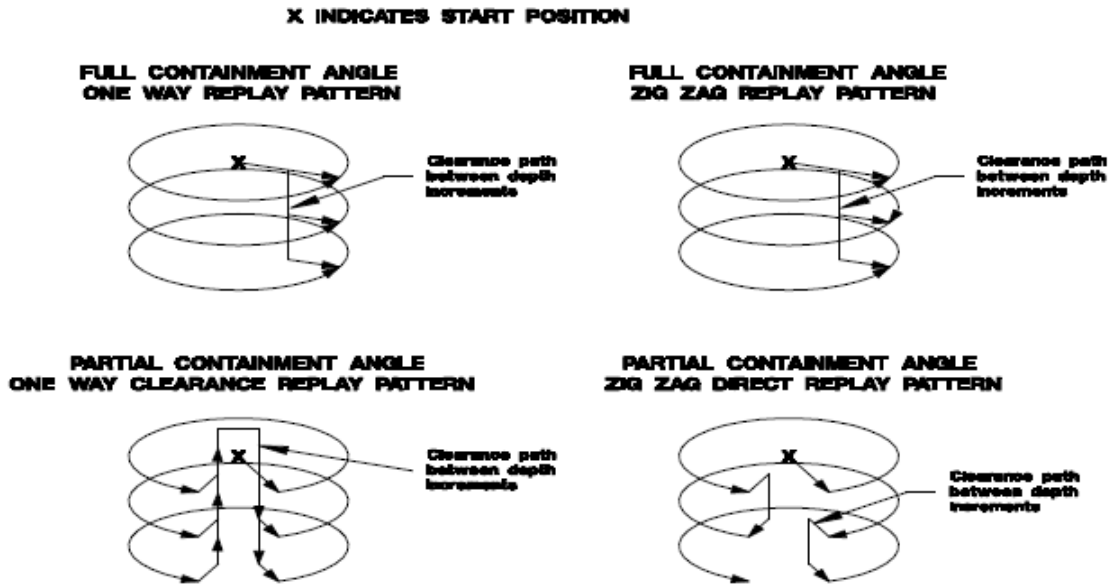 X INDICATES START POSITION
FULL CONTAINMENT ANGLE
ONE WAY REPLAY PATTERN
X
Clearance path
between depth
increments
FULL CONTAINMENT ANGLE
ZIG ZAG REPLAY PATTERN
X
Clearance path
between depth
increments
PARTIAL CONTAINMENT ANGLE
ONE WAY CLEARANCE REPLAY PATTERN
X
Clearance path
between depth
increments
PARTIAL CONTAINMENT ANGLE
ZIG ZAG DIRECT REPLAY PATTERN
X
Clearance path
between depth
increments